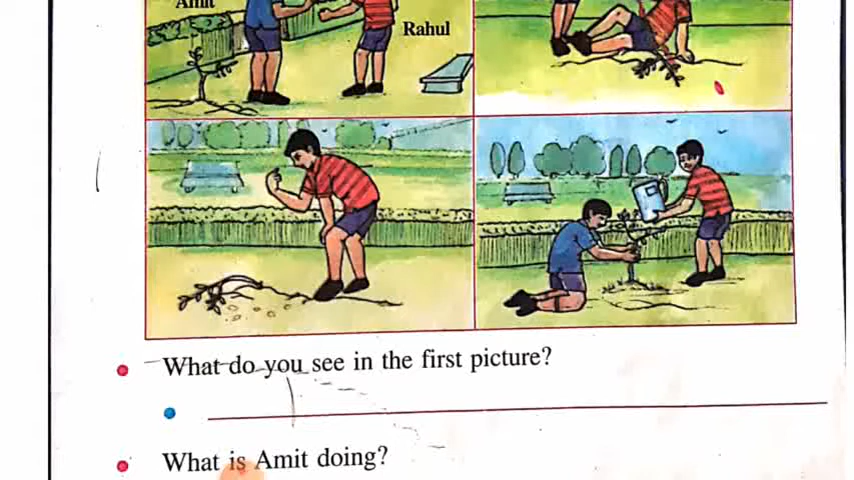 Amit
Rahul
What do you see in the first picture?
What is Amit doing?